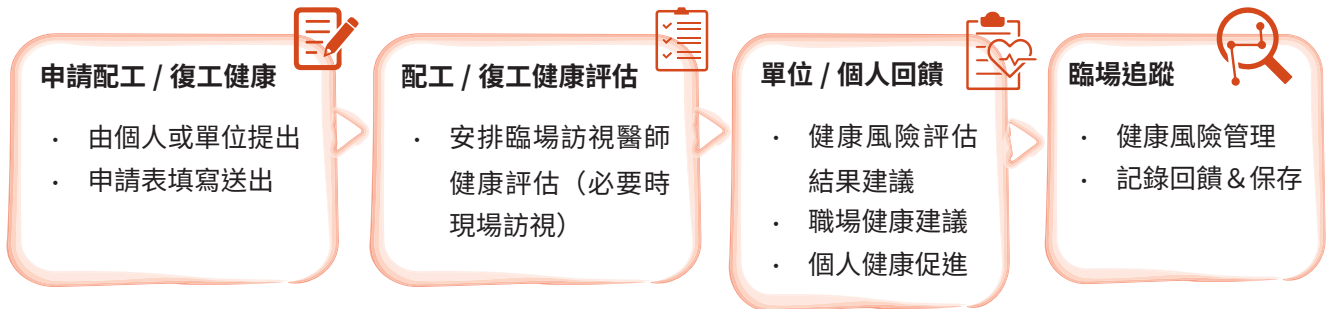 申請配工 / 復工健康
· 由個人或單位提出
· 申請表填寫送出
配工 / 復工健康評估
· 安排臨場訪視醫師
健康評估（必要時
現場訪視）
單位 / 個人回饋
· 健康風險評估
結果建議
· 職場健康建議
· 個人健康促進
臨場追蹤
· 健康風險管理
· 記錄回饋＆保存